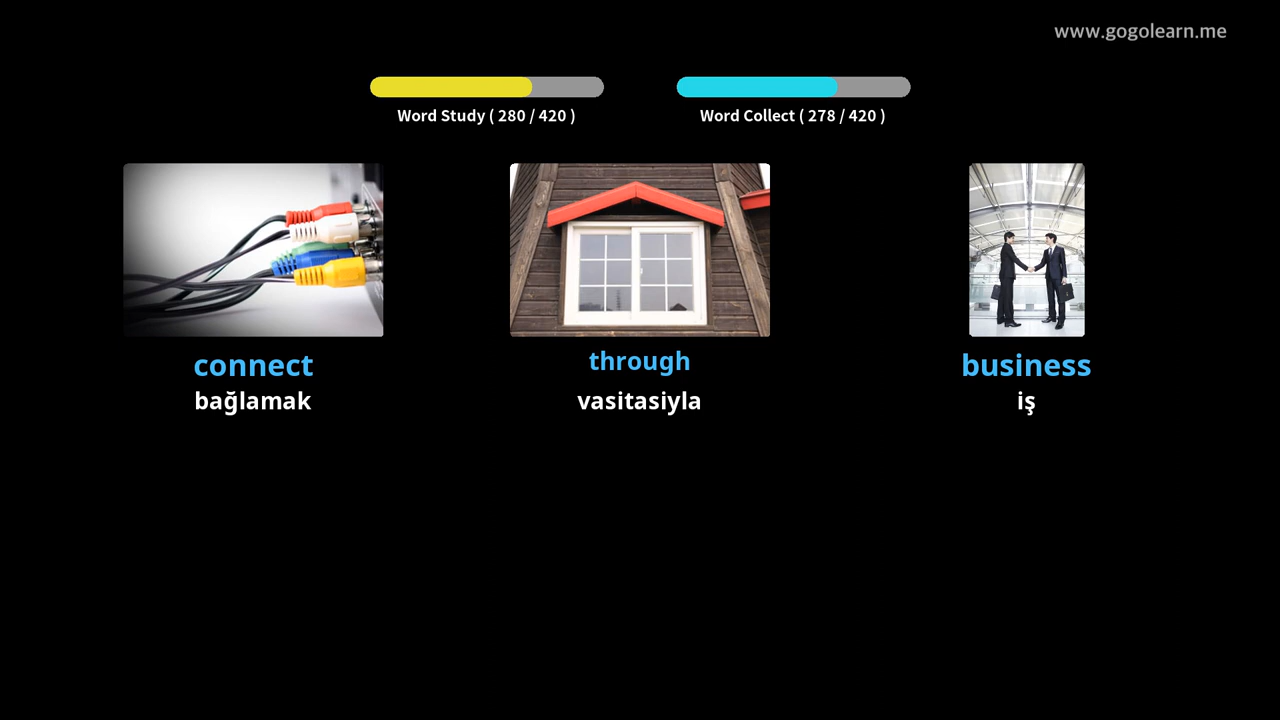 www.gogolearn.me
Word Study ( 280 / 420 )
Word Collect ( 278 / 420 )
connect
through
business
bağlamak
vasitasiyla
iş